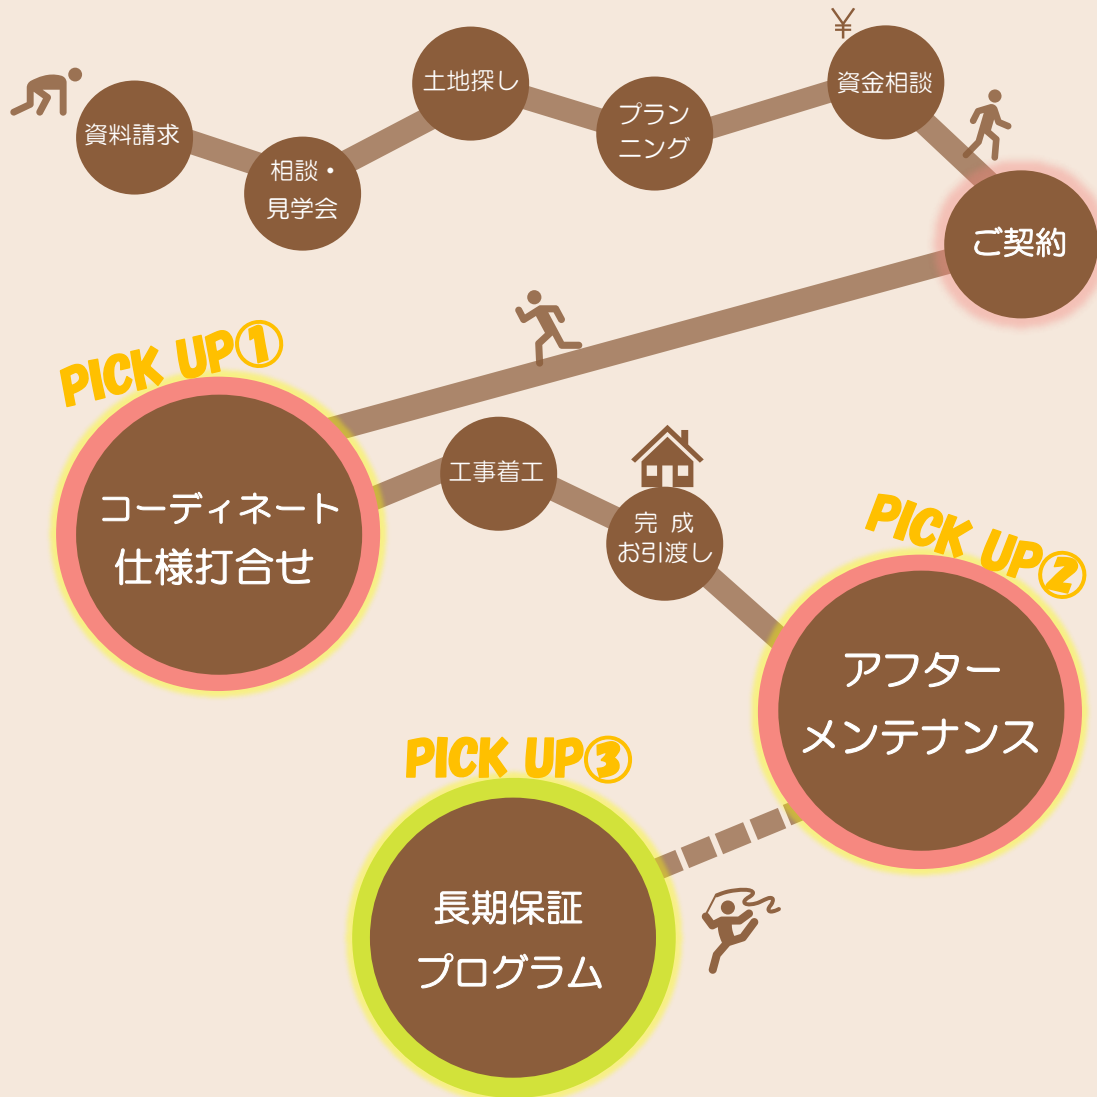 資料請求
相談・
見学会
土地探し
プラン
ニング
¥
資金相談
ご契約
PICK UP①
コーディネート
仕様打合せ
工事着工
完 成
お引渡し
PICK UP②
アフター
メンテナンス
PICK UP③
長期保証
プログラム